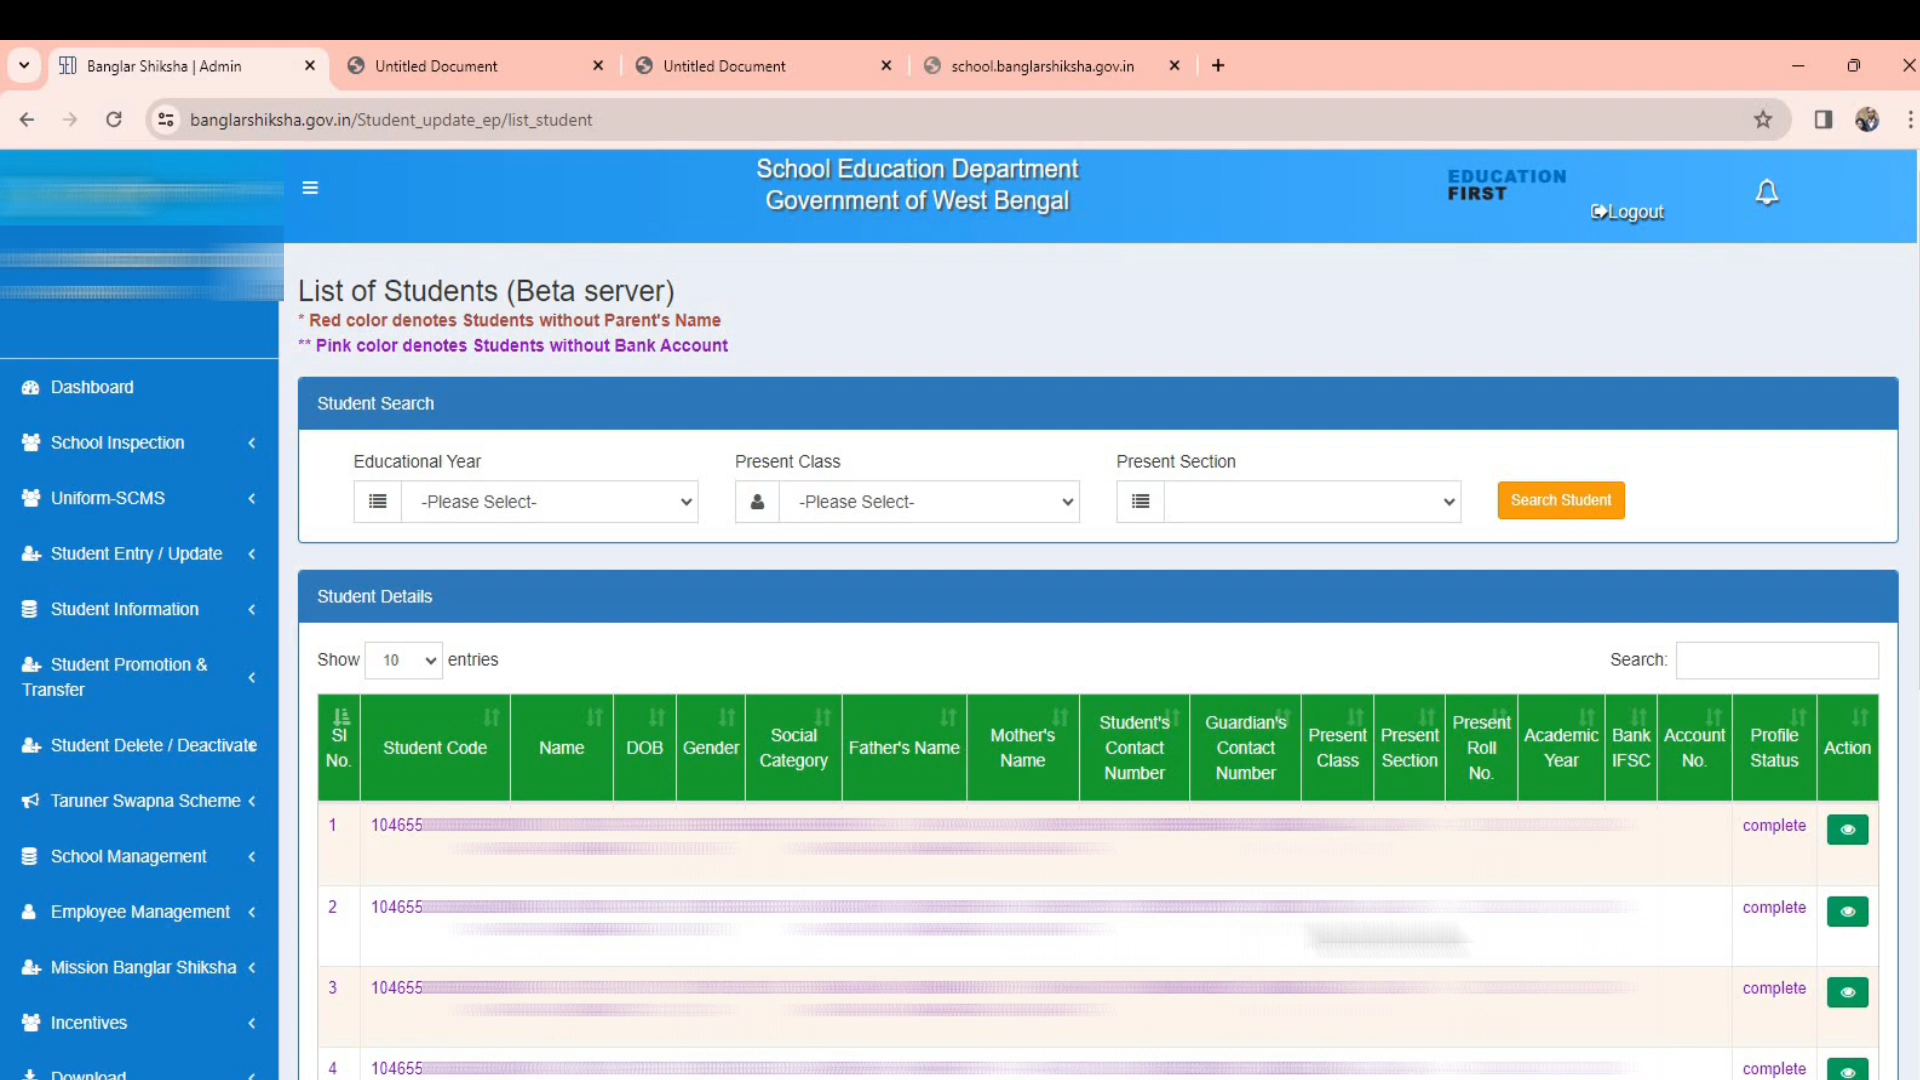 Banglar Shiksha | Admin
Untitled Document
Untitled Document
school.banglarshiksha.gov.in
banglarshiksha.gov.in/Student_update_ep/list_student
School Education Department
Government of West Bengal
EDUCATION
FIRST
Logout
List of Students (Beta server)
* Red color denotes Students without Parent's Name
** Pink color denotes Students without Bank Account
Dashboard
School Inspection
Uniform-SCMS
Student Entry / Update
Student Information
Student Promotion &
Transfer
Student Delete / Deactivate
Taruner Swapna Scheme
School Management
Employee Management
Mission Banglar Shiksha
Incentives
Download
Student Search
Educational Year
Present Class
Present Section
-Please Select-
-Please Select-
Search Student
Student Details
Show 10 entries
Search:
Sl No.
Student Code
Name
DOB
Gender
Social Category
Father's Name
Mother's Name
Student's Contact Number
Guardian's Contact Number
Present Class
Present Section
Present Roll No.
Academic Year
Bank IFSC
Account No.
Profile Status
Action
1 104655 complete
2 104655 complete
3 104655 complete
4 104655 complete